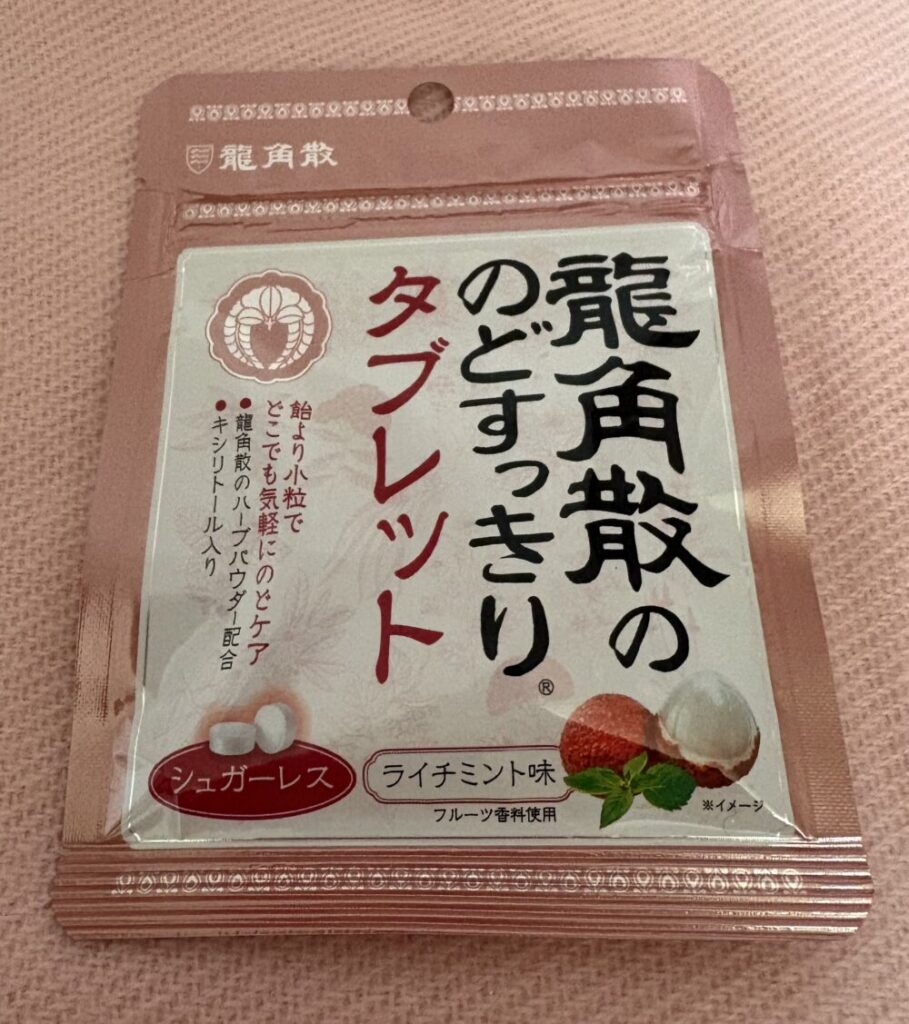 龍角散
龍角散の
のどすっきり®
タブレット
飴より小粒で
どこでも気軽にのどケア
●龍角散のハーブパウダー配合
●キシリトール入り
シュガーレス
ライチミント味
フルーツ香料使用
※イメージ